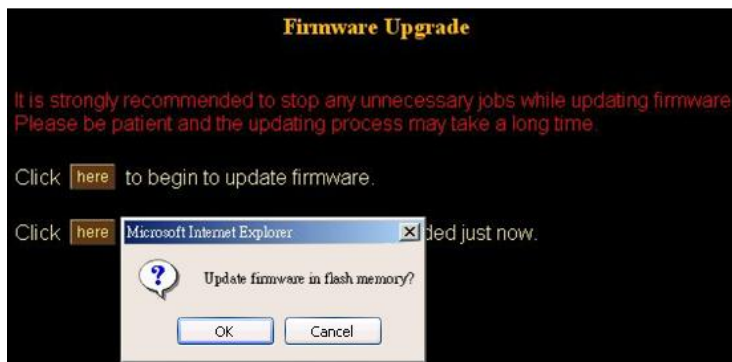 Firmware Upgrade
It is strongly recommended to stop any unnecessary jobs while updating firmware
Please be patient and the updating process may take a long time.
Click here to begin to update firmware.
Click here ded just now.
Microsoft Internet Explorer
Update firmware in flash memory?
OK Cancel